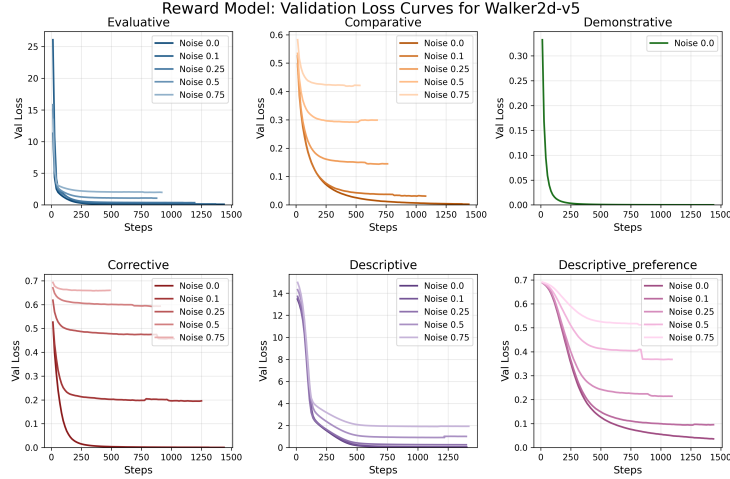 Reward Model: Validation Loss Curves for Walker2d-v5
Evaluative
Val Loss
25
20
15
10
5
0
0 250 500 750 1000 1250 1500
Steps
Noise 0.0
Noise 0.1
Noise 0.25
Noise 0.5
Noise 0.75
Comparative
Val Loss
0.6
0.5
0.4
0.3
0.2
0.1
0.0
0 250 500 750 1000 1250 1500
Steps
Noise 0.0
Noise 0.1
Noise 0.25
Noise 0.5
Noise 0.75
Demonstrative
Val Loss
0.30
0.25
0.20
0.15
0.10
0.05
0.00
0 250 500 750 1000 1250 1500
Steps
Noise 0.0
Corrective
Val Loss
0.7
0.6
0.5
0.4
0.3
0.2
0.1
0.0
0 250 500 750 1000 1250 1500
Steps
Noise 0.0
Noise 0.1
Noise 0.25
Noise 0.5
Noise 0.75
Descriptive
Val Loss
14
12
10
8
6
4
2
0
0 250 500 750 1000 1250
Steps
Noise 0.0
Noise 0.1
Noise 0.25
Noise 0.5
Noise 0.75
Descriptive_preference
Val Loss
0.7
0.6
0.5
0.4
0.3
0.2
0.1
0.0
0 250 500 750 1000 1250 1500
Steps
Noise 0.0
Noise 0.1
Noise 0.25
Noise 0.5
Noise 0.75